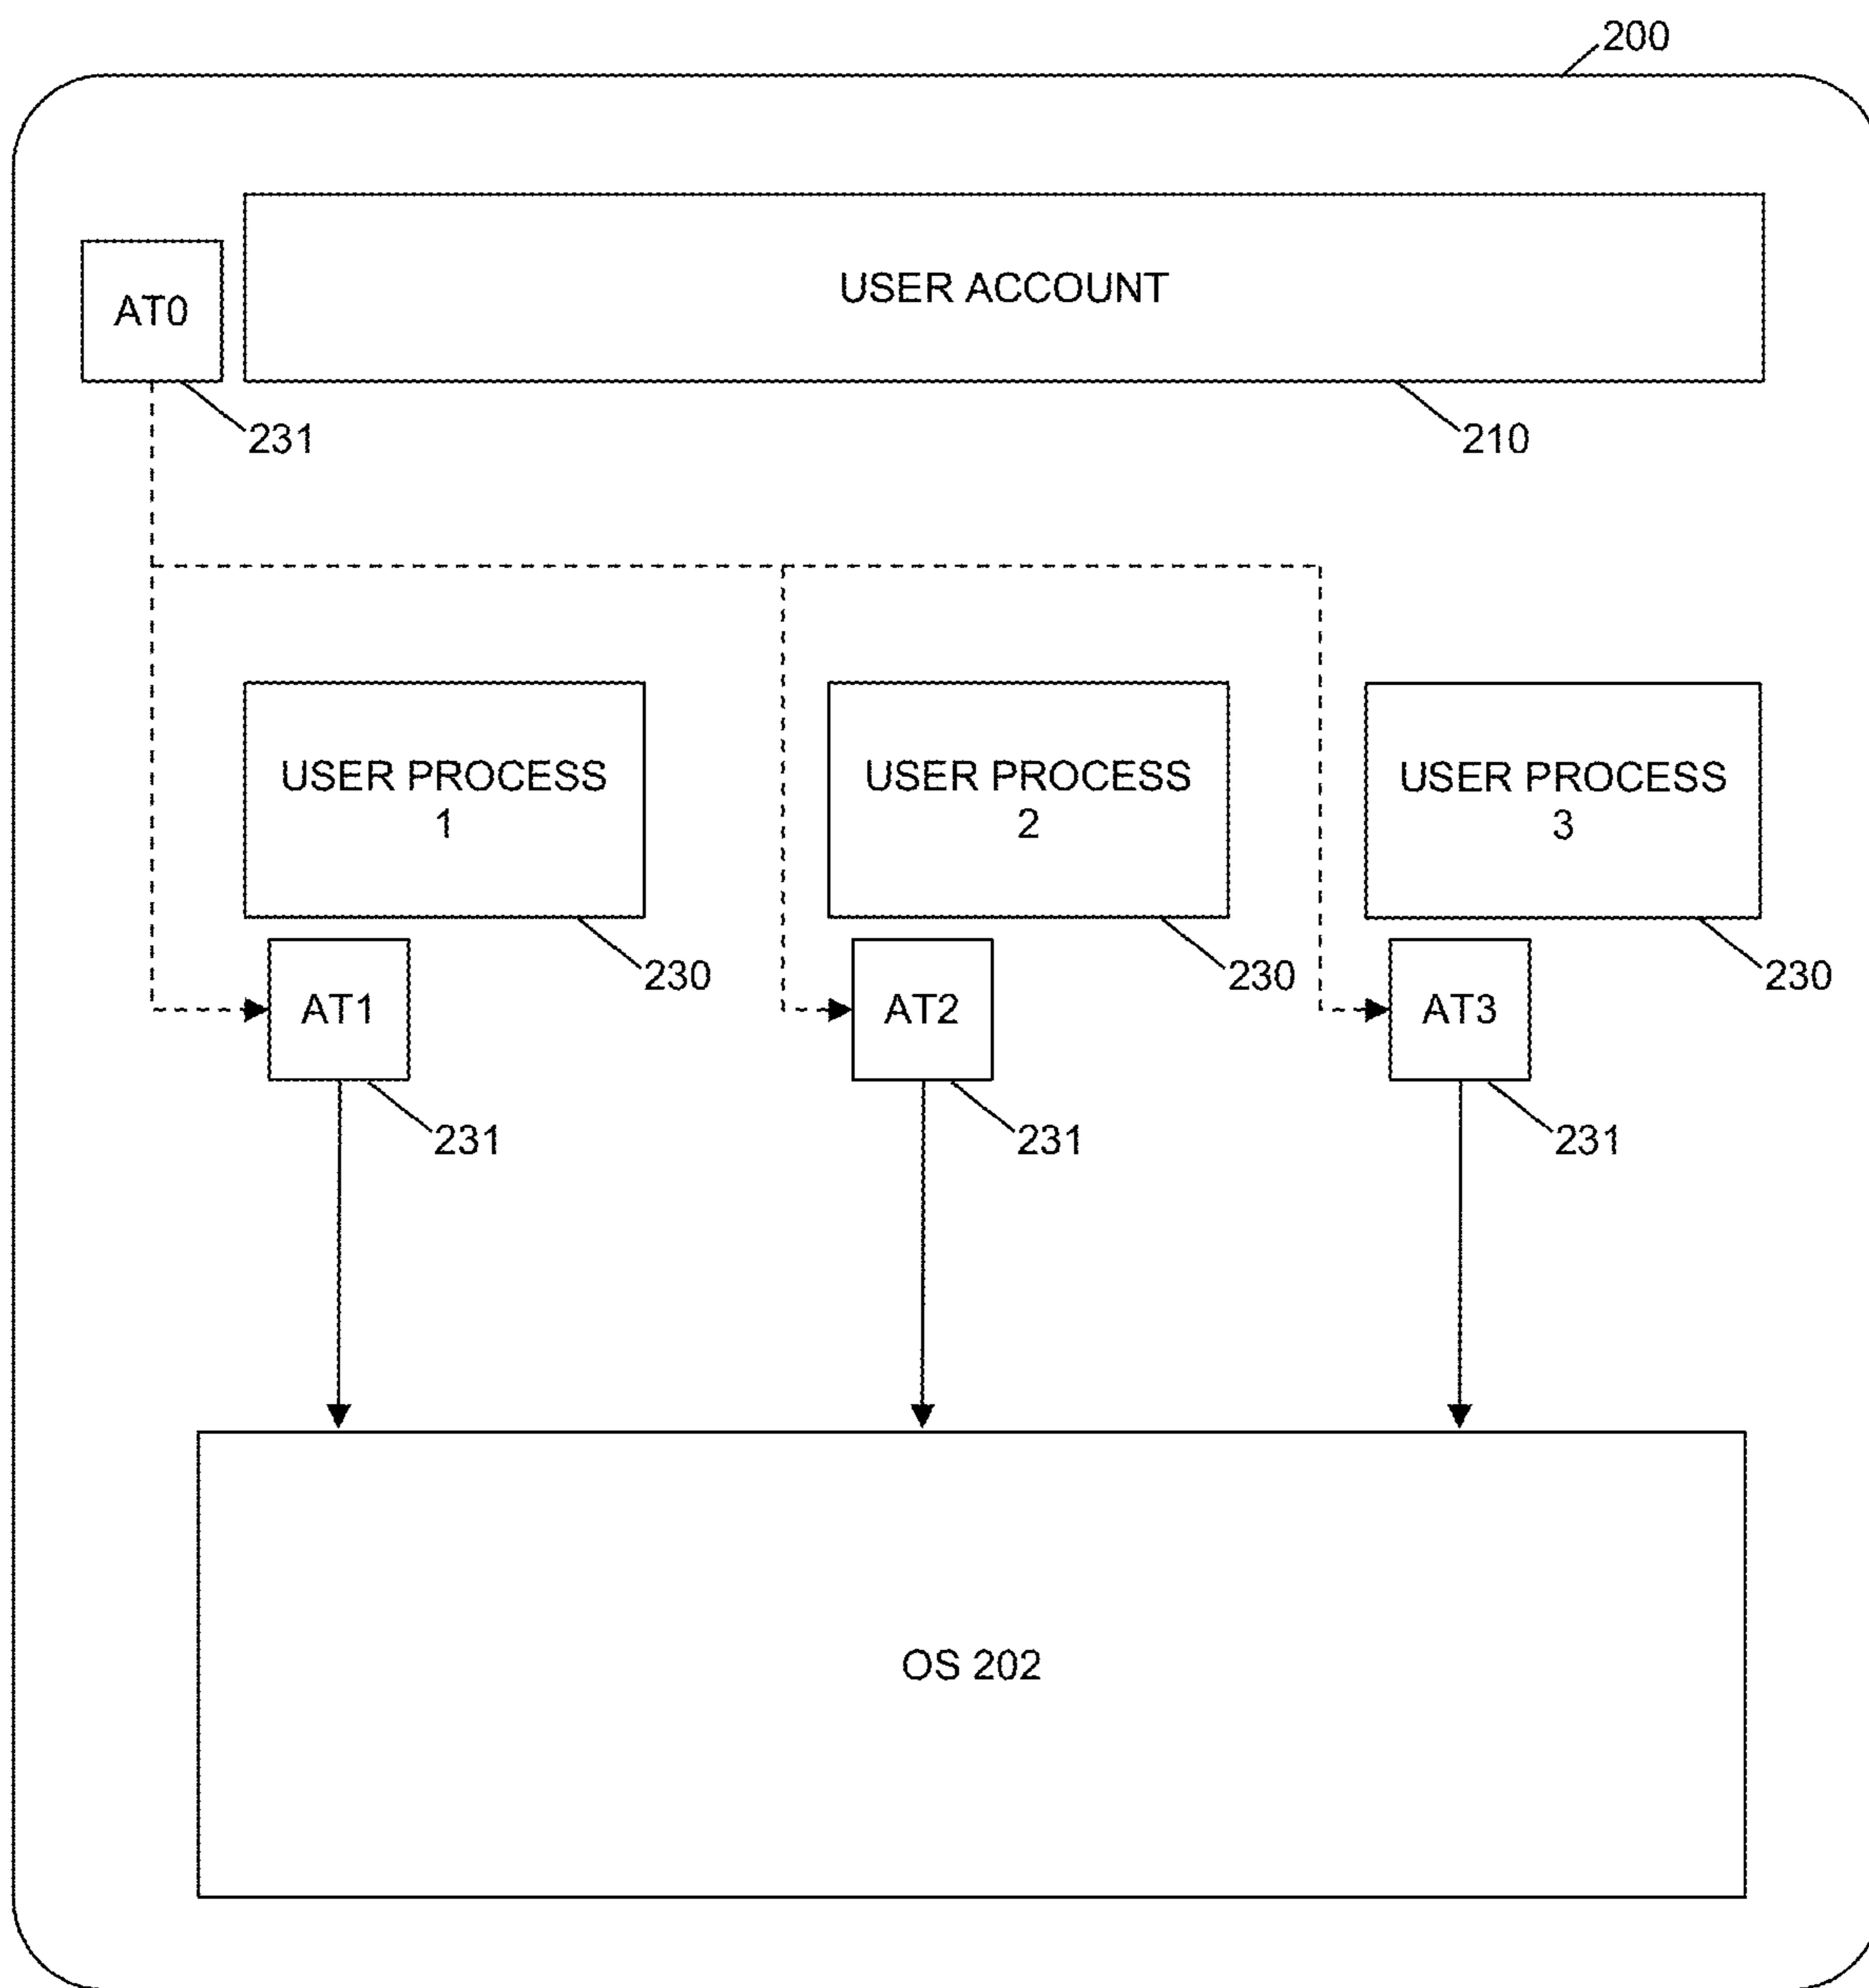 200
USER ACCOUNT
AT0
231
210
USER PROCESS
1
USER PROCESS
2
USER PROCESS
3
230
230
230
AT1
AT2
AT3
231
231
231
OS 202